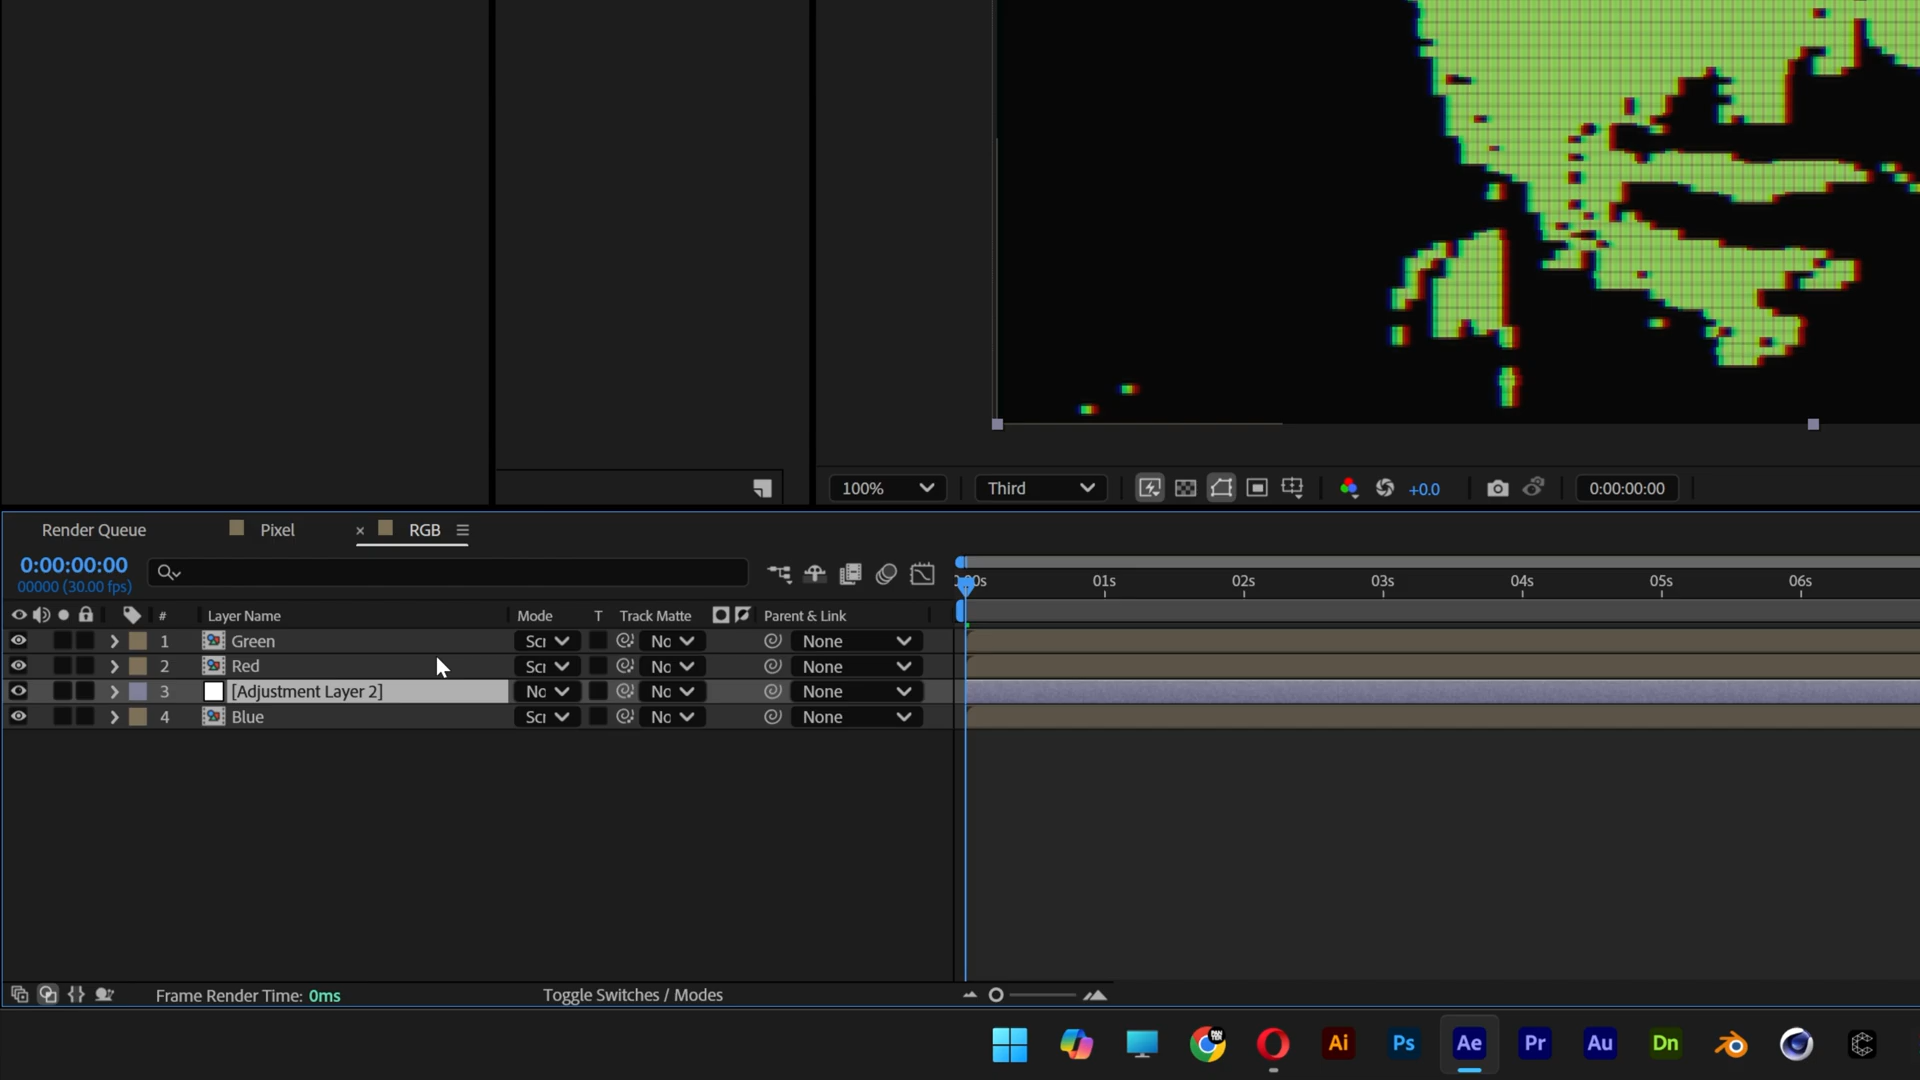 100%
Third
+0.0
0:00:00:00
Render Queue
Pixel
× RGB
0:00:00:00
00000 (30.00 fps)
:00s 01s 02s 03s 04s 05s 06s
# Layer Name Mode T Track Matte Parent & Link
1 Green Scr No None
2 Red Scr No None
3 [Adjustment Layer 2] No No None
4 Blue Scr No None
Frame Render Time: 0ms
Toggle Switches / Modes
Ai Ps Ae Pr Au Dn